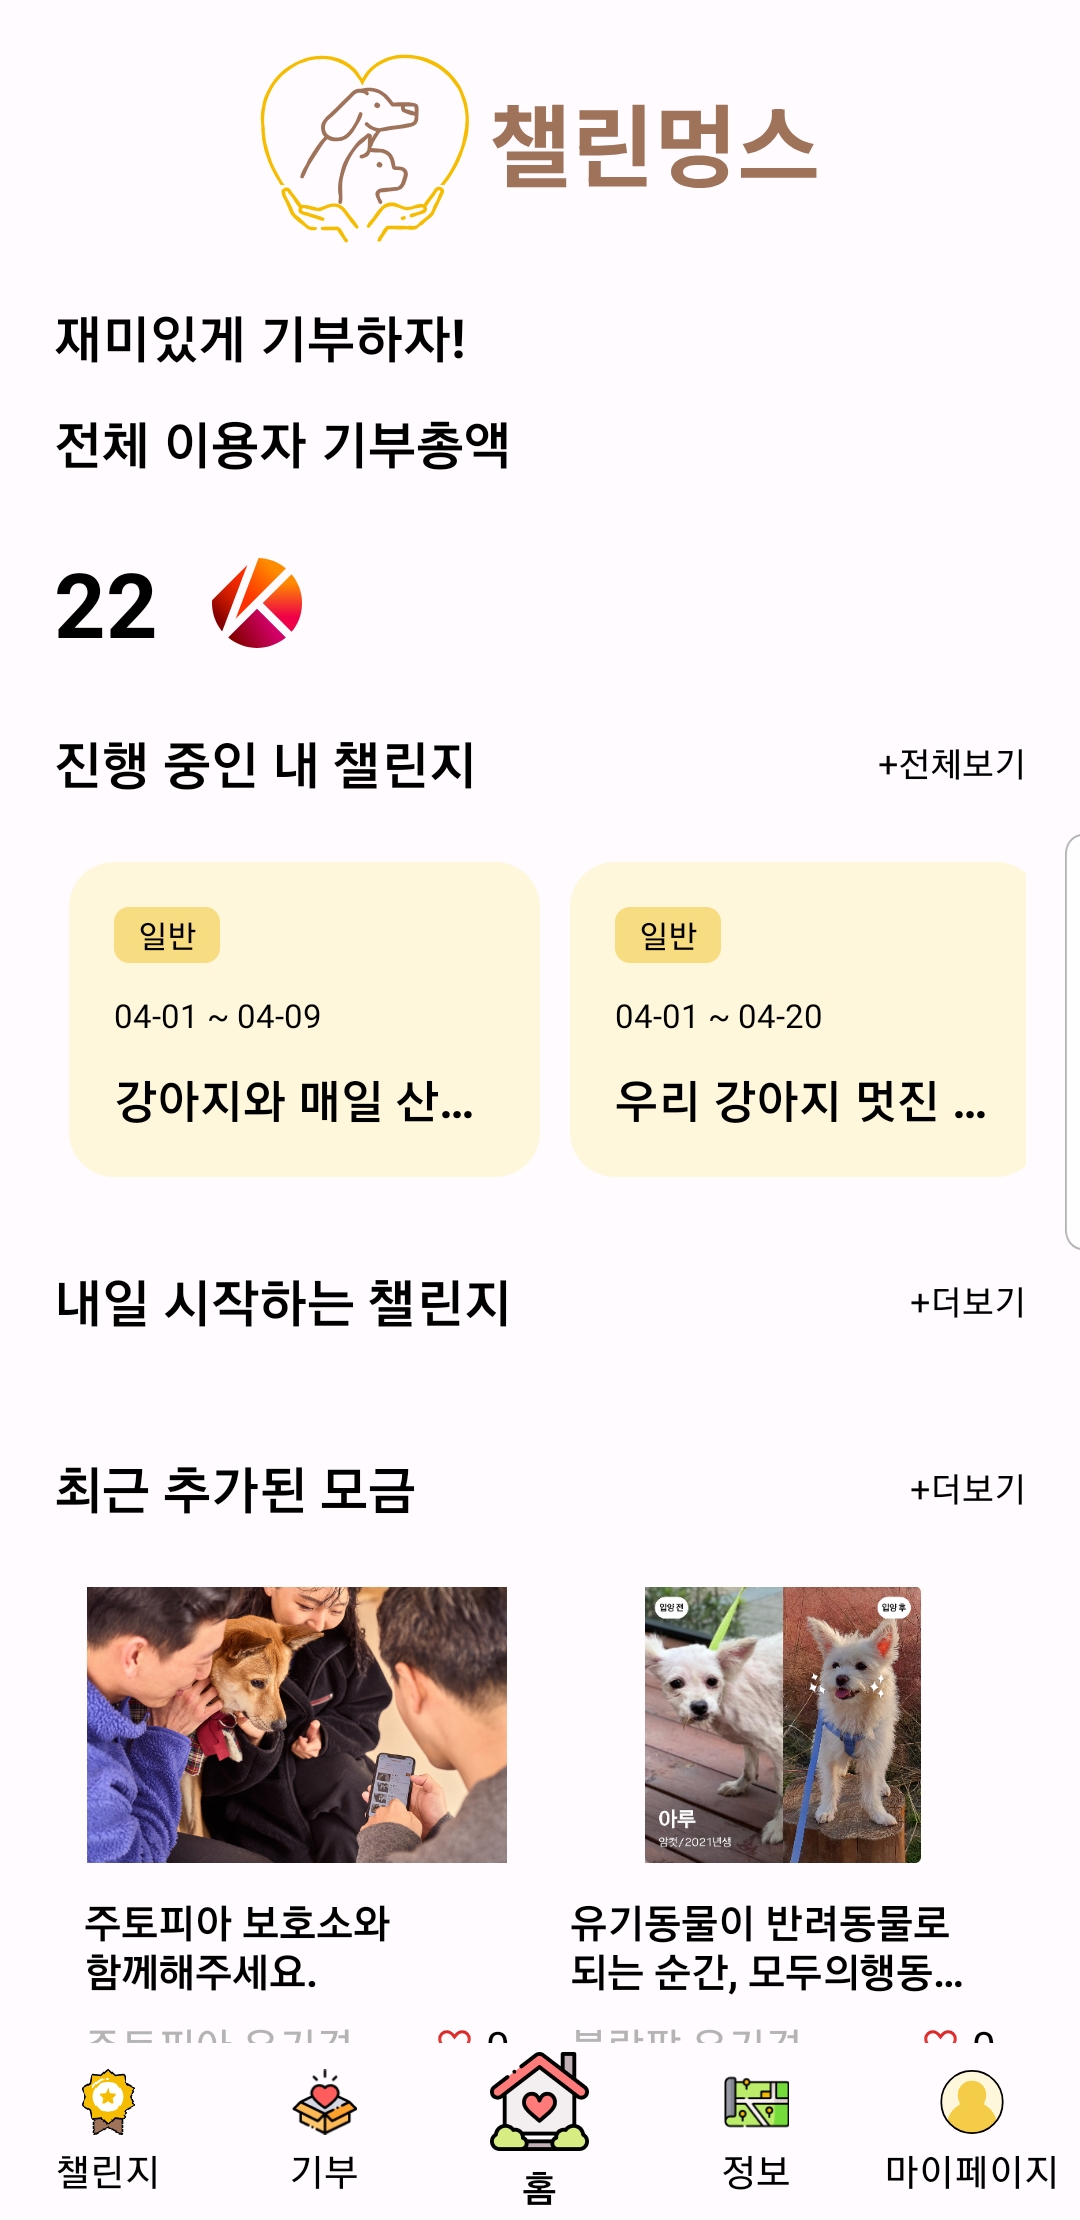 챌린멍스
재미있게 기부하자!
전체 이용자 기부총액
22
진행 중인 내 챌린지
+전체보기
일반
04-01 ~ 04-09
강아지와 매일 산...
일반
04-01 ~ 04-20
우리 강아지 멋진 ...
내일 시작하는 챌린지
+더보기
최근 추가된 모금
+더보기
입양 전
입양 후
아루
암컷/2021년생
주토피아 보호소와
함께해주세요.
유기동물이 반려동물로
되는 순간, 모두의행동...
챌린지
기부
홈
정보
마이페이지